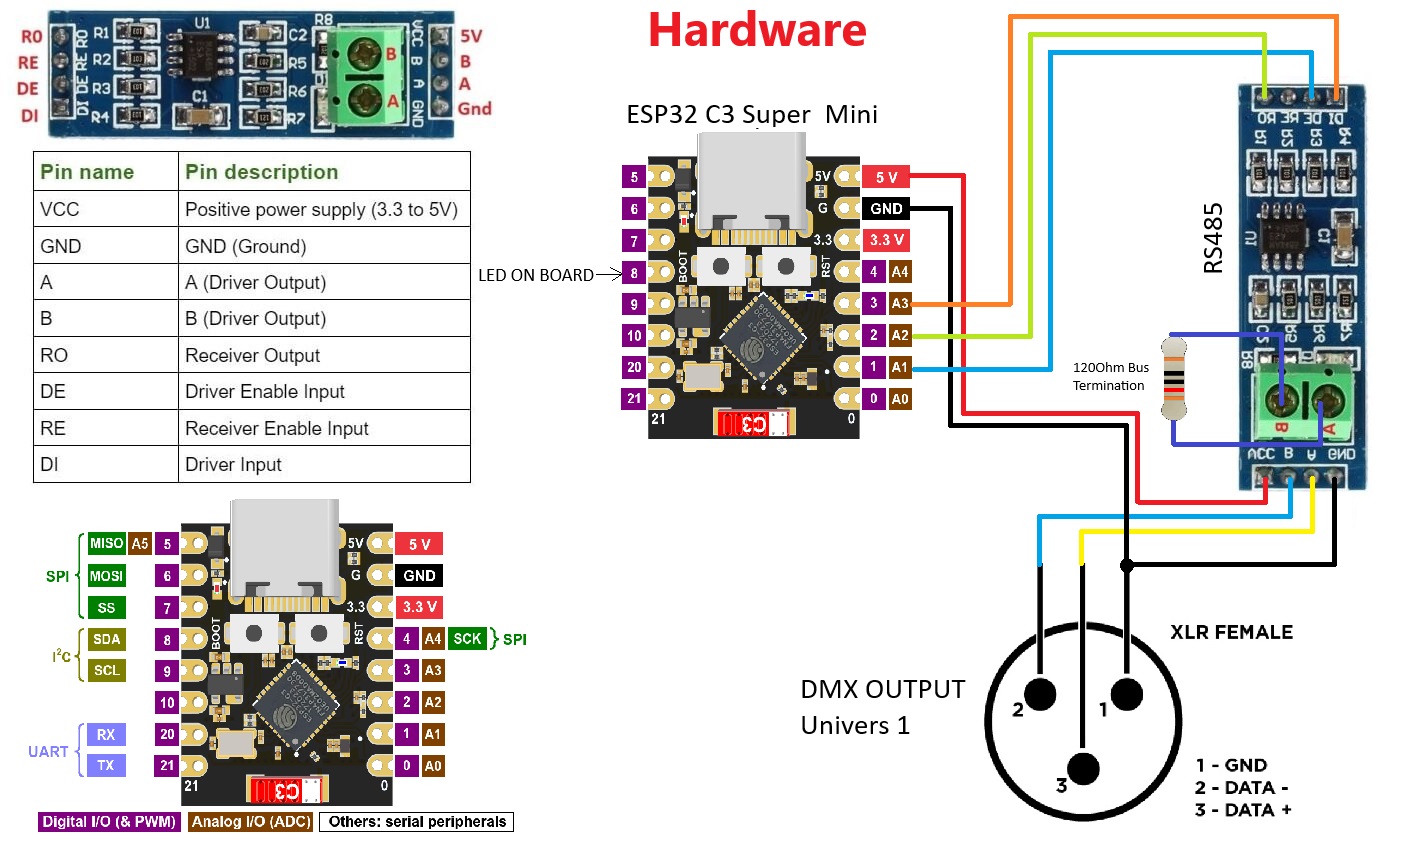 Hardware
R0
RE
DE
DI
RO
RE
DE
DI
R1
R2
R3
R4
U1
C1
C2
R5
R6
R7
R8
B
A
VCC
B
A
GND
5V
B
A
Gnd
Pin name Pin description
VCC Positive power supply (3.3 to 5V)
GND GND (Ground)
A A (Driver Output)
B B (Driver Output)
RO Receiver Output
DE Driver Enable Input
RE Receiver Enable Input
DI Driver Input
ESP32 C3 Super Mini
5 5V 5 V
6 G GND
7 3.3 3.3 V
LED ON BOARD 8 BOOT RST 4 A4
9 3 A3
10 2 A2
20 1 A1
21 0 A0
21 C3 0
RS485
RO RE DE DI
R1 R2 R3 R4
U1 C1
C2 R5 R6 R7
R8
120Ohm Bus
Termination
B A
VCC B A GND
SPI MISO A5 5 5V 5 V
MOSI 6 G GND
SS 7 3.3 3.3 V
I2C SDA 8 BOOT RST 4 A4 SCK SPI
SCL 9 3 A3
10 2 A2
UART RX 20 1 A1
TX 21 0 A0
21 C3 0
Digital I/O (& PWM) Analog I/O (ADC) Others: serial peripherals
XLR FEMALE
DMX OUTPUT
Univers 1
2 1
3
1 - GND
2 - DATA -
3 - DATA +